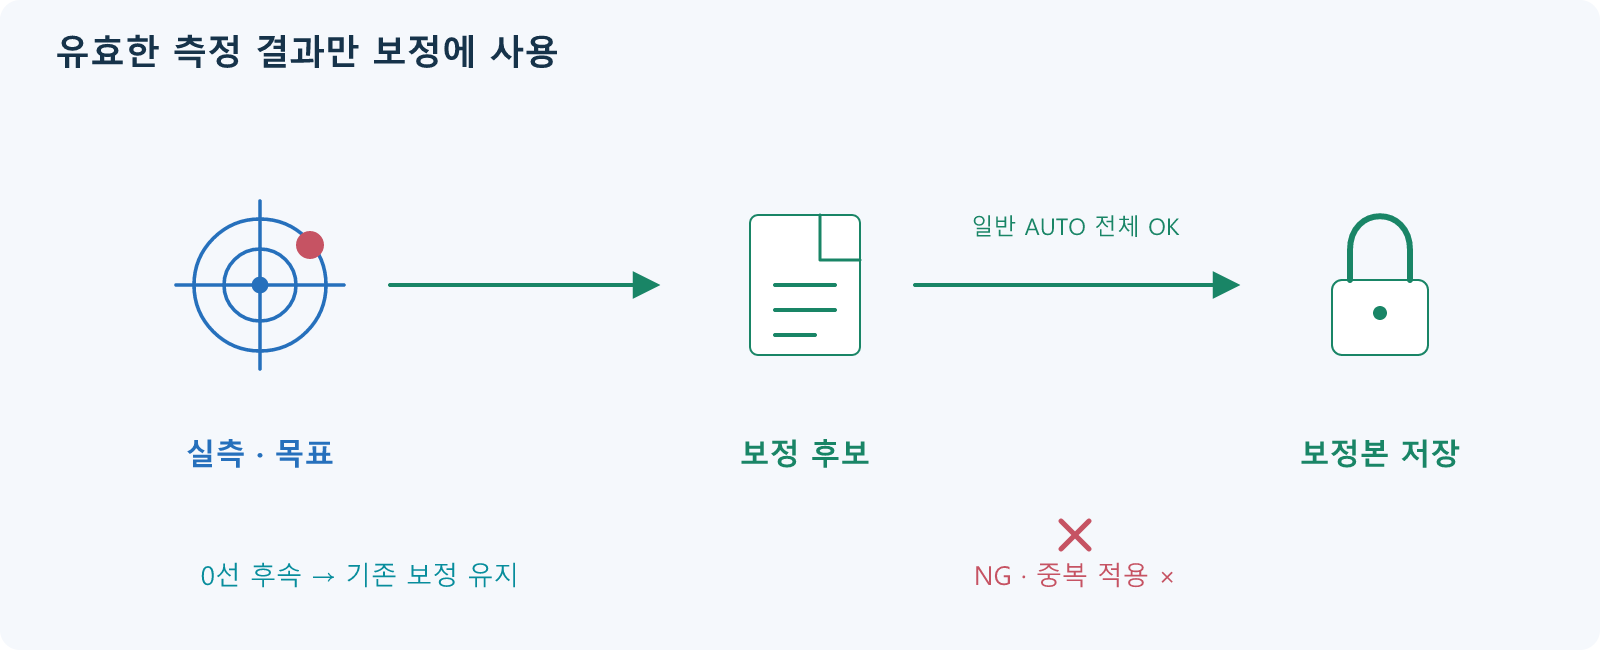 유효한 측정 결과만 보정에 사용
일반 AUTO 전체 OK
실측 · 목표
보정 후보
보정본 저장
0선 후속 → 기존 보정 유지
NG · 중복 적용 ×